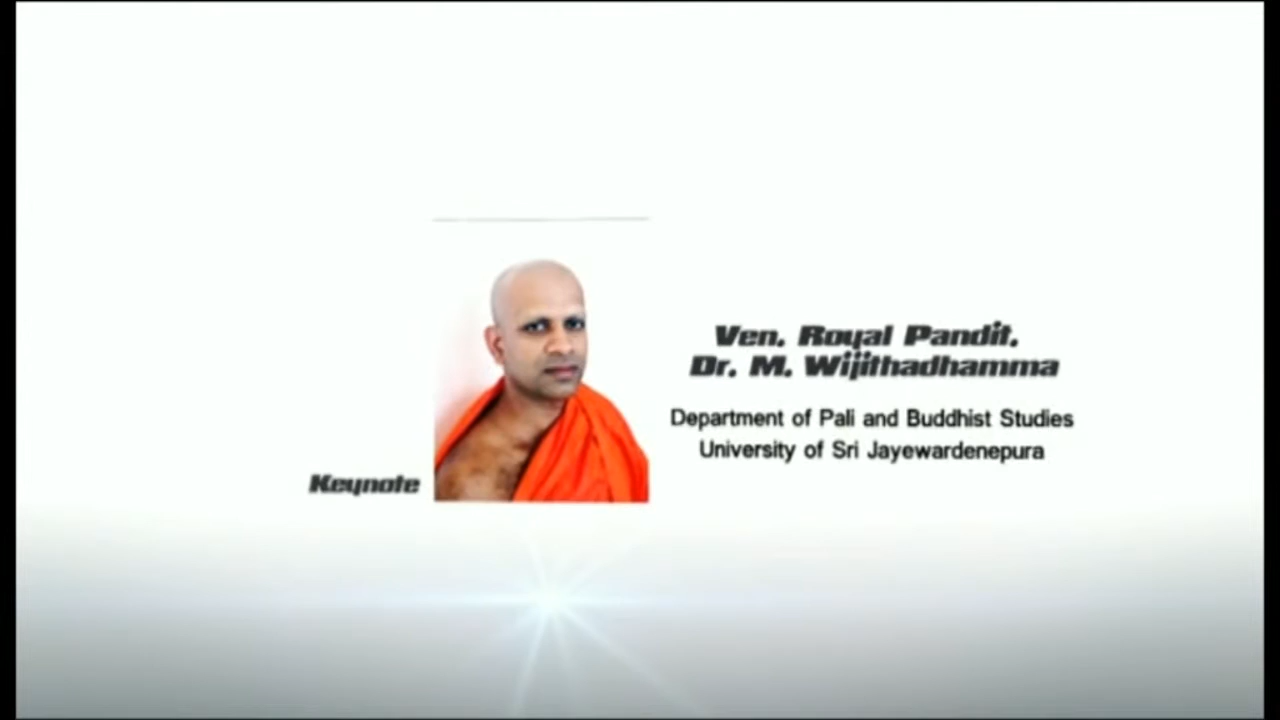 Keynote
Ven. Royal Pandit.
Dr. M. Wijithadhamma
Department of Pali and Buddhist Studies
University of Sri Jayewardenepura